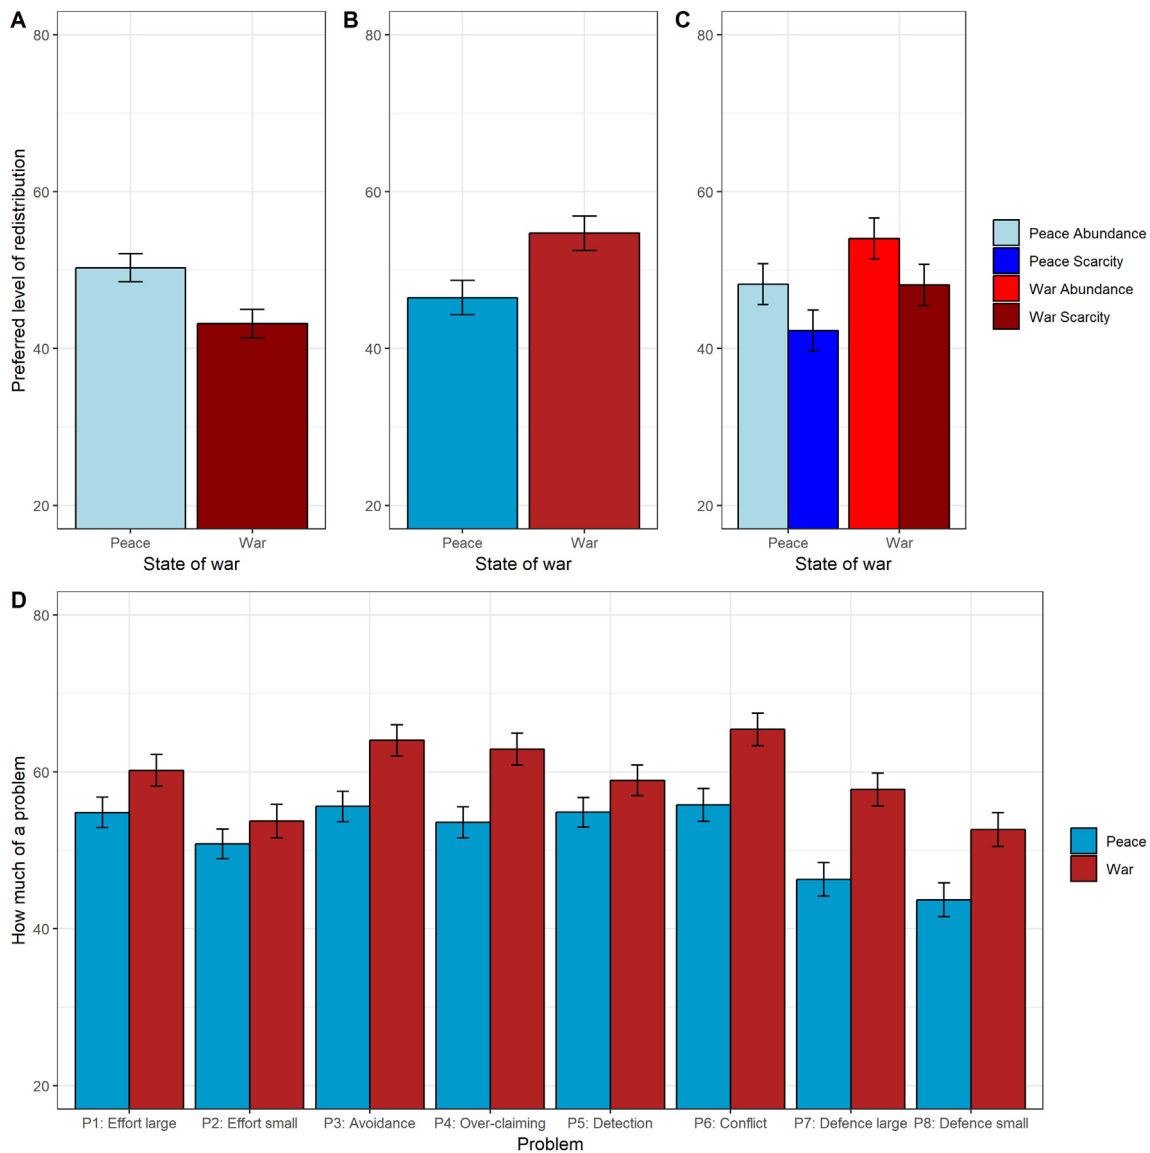 A
B
C
80
60
40
20
Preferred level of redistribution
Peace
War
State of war
80
60
40
20
Peace
War
State of war
80
60
40
20
Peace
War
State of war
Peace Abundance
Peace Scarcity
War Abundance
War Scarcity
D
80
60
40
20
How much of a problem
P1: Effort large
P2: Effort small
P3: Avoidance
P4: Over-claiming
P5: Detection
P6: Conflict
P7: Defence large
P8: Defence small
Problem
Peace
War